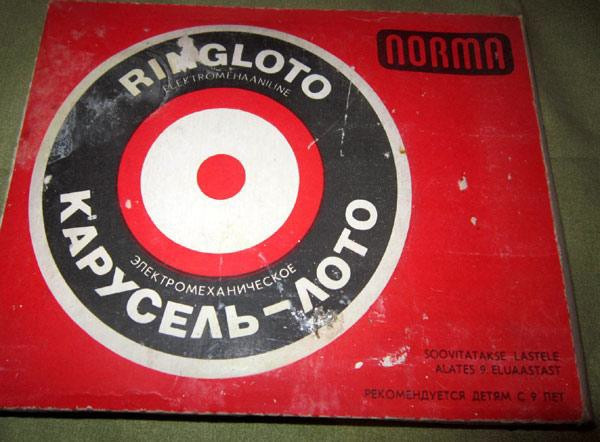 NORMA
RINGLOTO
ELEKTROMEHAANILINE
ЭЛЕКТРОМЕХАНИЧЕСКОЕ
КАРУСЕЛЬ-ЛОТО
SOOVITATAKSE LASTELE
ALATES 9. ELUAASTAST
РЕКОМЕНДУЕТСЯ ДЕТЯМ С 9 ЛЕТ